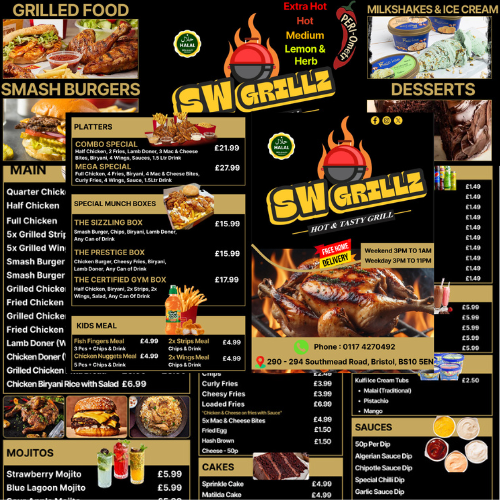 GRILLED FOOD
Extra Hot
Hot
Medium
Lemon &
Herb
PERI-Ometer
MILKSHAKES & ICE CREAM
HALAL
SW GRILLZ
SMASH BURGERS
DESSERTS
PLATTERS
COMBO SPECIAL £21.99
Half Chicken, 2 Fries, Lamb Doner, 3 Mac & Cheese
Bites, Biryani, 4 Wings, Sauces, 1.5 Ltr Drink
MEGA SPECIAL £27.99
Full Chicken, 4 Fries, Biryani, 4 Mac & Cheese Bites,
Curly Fries, 4 Wings, Sauce, 1.5Ltr Drink
SPECIAL MUNCH BOXES
THE SIZZLING BOX £15.99
Smash Burger, Chips, Biryani, Lamb Doner,
Any Can of Drink
THE PRESTIGE BOX £15.99
Chicken Burger, Cheesy Fries, Biryani,
Lamb Doner, Any Can of Drink
THE CERTIFIED GYM BOX £17.99
Half Chicken, Biryani, 2x Strips, 2x
Wings, Salad, Any Can Of Drink
KIDS MEAL
Fish Fingers Meal £4.99
3 Pcs + Chips & Drink
2x Strips Meal £4.99
Chips & Drink
Chicken Nuggets Meal £4.99
5 Pcs + Chips & Drink
2x Wings Meal £4.99
Chips & Drink
HALAL
SW GRILLZ
HOT & TASTY GRILL
FREE HOME
DELIVERY
Weekend 3PM TO 1AM
Weekday 3PM TO 11PM
Phone : 0117 4270492
290 - 294 Southmead Road, Bristol, BS10 5EN
MAIN
Quarter Chicke
Half Chicken
Full Chicken
5x Grilled Strip
5x Grilled Win
Smash Burger
Smash Burger
Grilled Chicke
Fried Chicken
Grilled Chicke
Fried Chicken
Lamb Doner (W
Chicken Doner (
Grilled Chicken
Chicken Biryani Rice with Salad £6.99
MOJITOS
Strawberry Mojito £5.99
Blue Lagoon Mojito £5.99
Chips £2.49
Curly Fries £3.99
Cheesy Fries £3.99
Loaded Fries £6.99
"Chicken & Cheese on fries with Sauce"
5x Mac & Cheese Bites £4.99
Fried Egg £1.50
Hash Brown £1.50
Cheese - 50p
CAKES
Sprinkle Cake £4.99
Matilda Cake £4.99
£1.49
£1.49
£1.49
£1.49
£1.49
£1.49
£1.49
£1.49
S
£5.99
£5.99
£5.99
£5.99
Kulfi Ice Cream Tubs £2.50
• Malai (Traditional)
• Pistachio
• Mango
SAUCES
50p Per Dip
Algerian Sauce Dip
Chipotle Sauce Dip
Special Chilli Dip
Garlic Sauce Dip